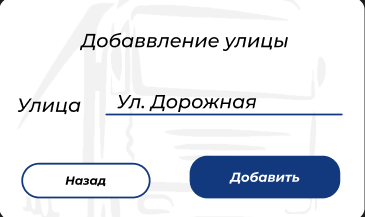 Добаввление улицы
Улица Ул. Дорожная
Назад Добавить